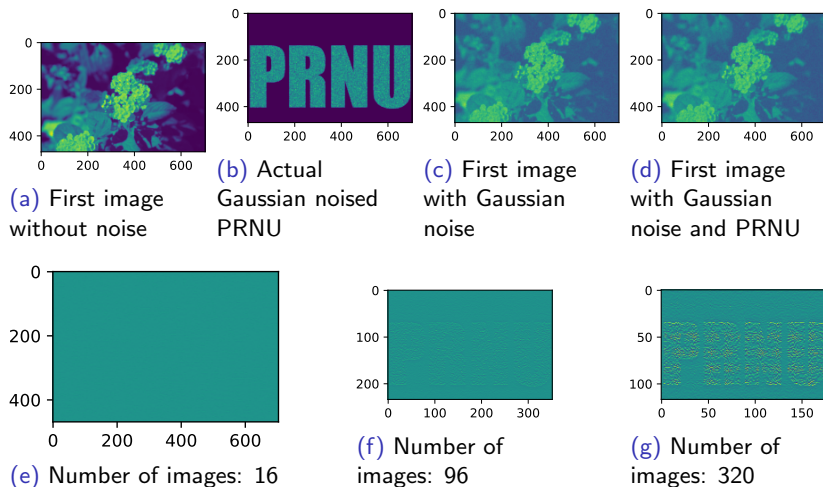 0
200
400
0
200
400
600
(a) First image
without noise
0
200
400
PRNU
0
200
400
600
(b) Actual
Gaussian noised
PRNU
0
200
400
0
200
400
600
(c) First image
with Gaussian
noise
0
200
400
0
200
400
600
(d) First image
with Gaussian
noise and PRNU
0
200
400
0
200
400
600
(e) Number of images: 16
0
100
200
0
100
200
300
(f) Number of
images: 96
0
50
100
PRNU
0
50
100
150
(g) Number of
images: 320